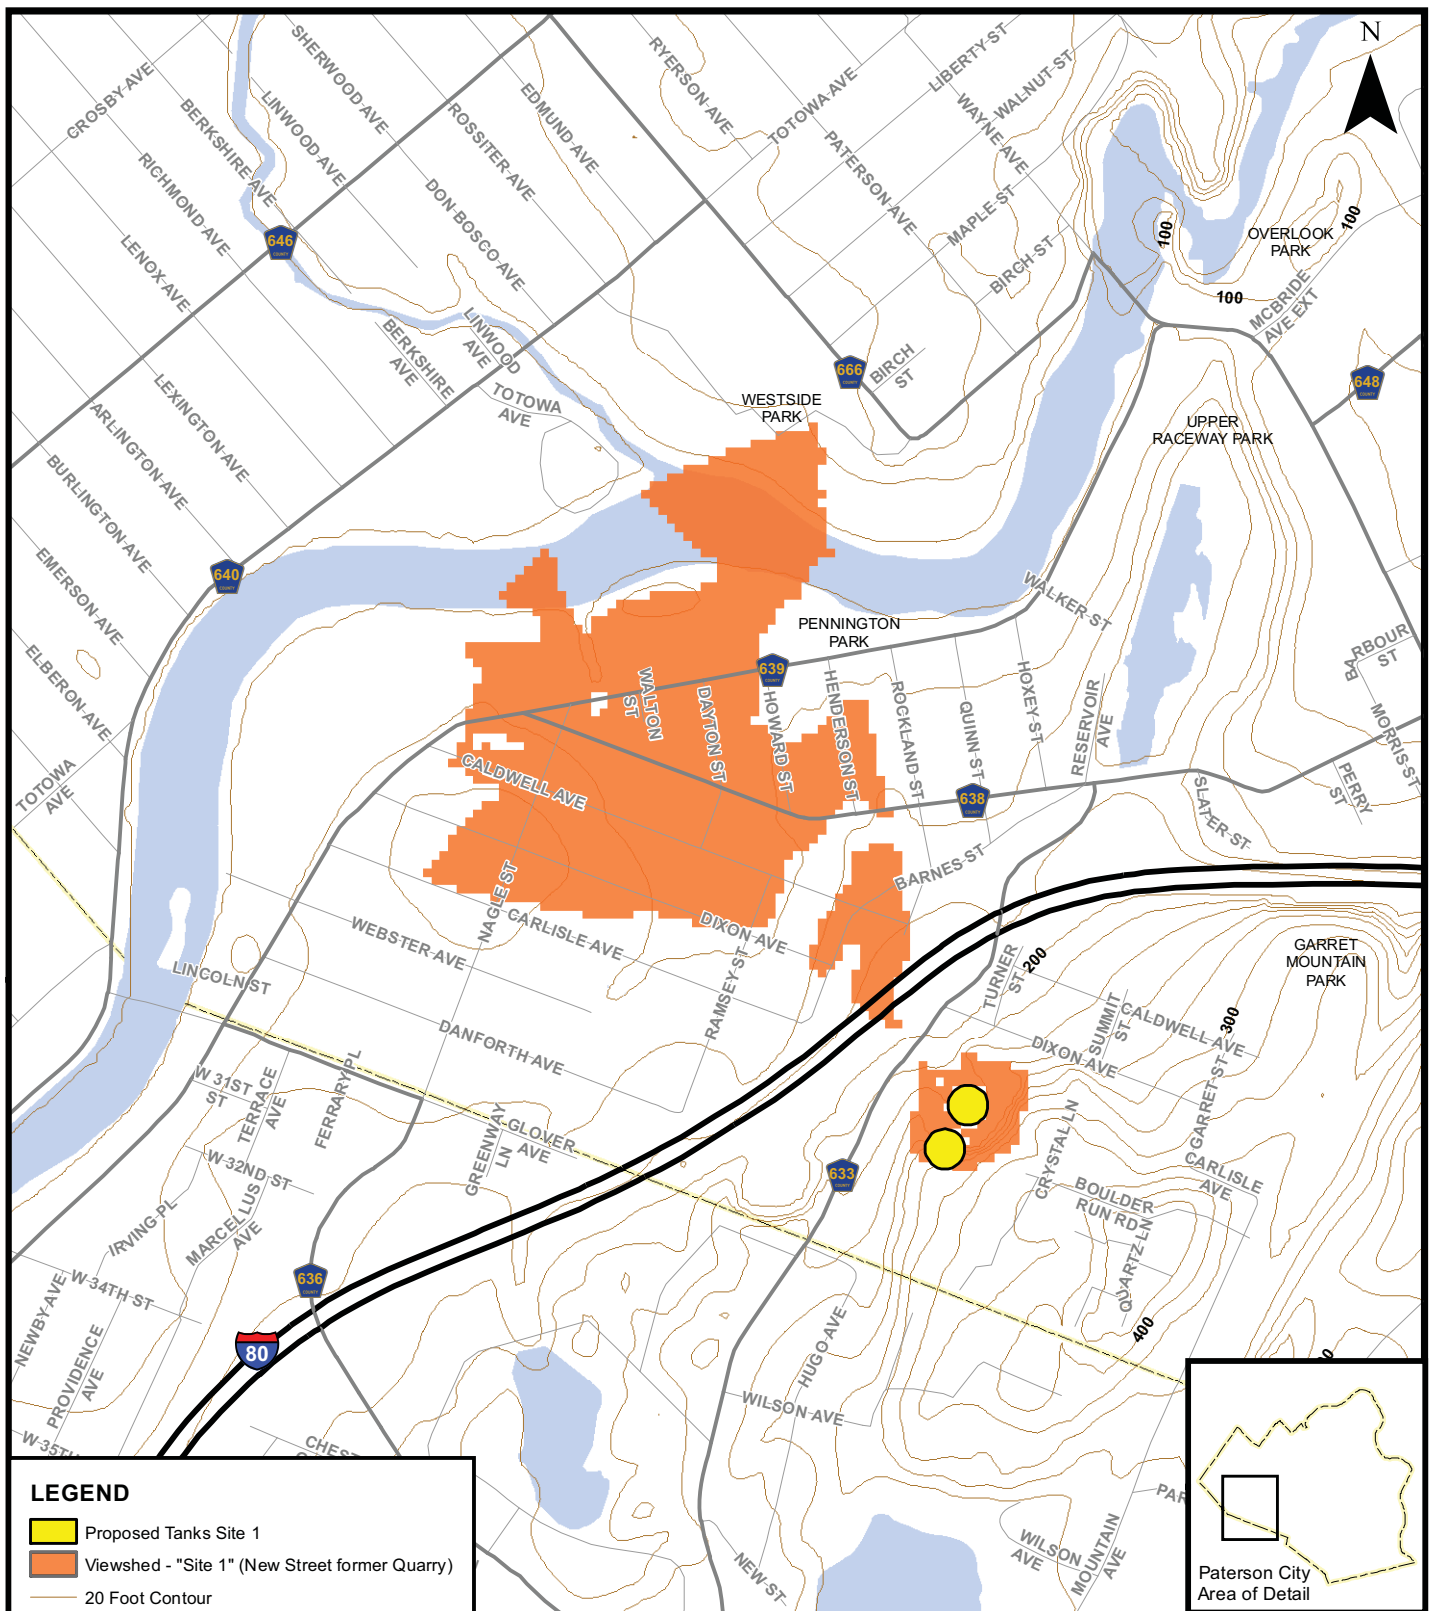 N
CROSBY AVE
SHERWOOD AVE
LINWOOD AVE
BERKSHIRE AVE
RICHMOND AVE
LENOX AVE
ROSSITER AVE
EDMUND AVE
DON BOSCO AVE
RYERSON AVE
TOTOWA AVE
PATERSON AVE
LIBERTY ST
WALNUT ST
WAYNE AVE
MAPLE ST
BIRCH ST
646
COUNTY
100
100
100
OVERLOOK
PARK
MCBRIDE
AVE EXT
BERKSHIRE
AVE
LINWOOD
AVE
TOTOWA
AVE
666
COUNTY
BIRCH
ST
648
COUNTY
WESTSIDE
PARK
UPPER
RACEWAY PARK
LEXINGTON AVE
ARLINGTON AVE
BURLINGTON AVE
EMERSON AVE
ELBERON AVE
TOTOWA
AVE
640
COUNTY
WALKER ST
PENNINGTON
PARK
639
COUNTY
WALTON
ST
DAYTON ST
HOWARD ST
HENDERSON ST
ROCKLAND ST
QUINN ST
HOXEY ST
RESERVOIR
AVE
BARBOUR
ST
MORRIS ST
PERRY
ST
SLATER ST
638
COUNTY
CALDWELL AVE
BARNES ST
NAGLE ST
CARLISLE AVE
DIXON AVE
WEBSTER AVE
RAMSEY ST
LINCOLN ST
DANFORTH AVE
TURNER
ST
200
GARRET
MOUNTAIN
PARK
SUMMIT
ST
CALDWELL AVE
300
DIXON AVE
GARRET ST
W 31ST
ST
TERRACE
AVE
FERRARY PL
GREENWAY
LN
GLOVER
AVE
W 32ND ST
IRVING PL
MARCELLUS
AVE
633
COUNTY
CRYSTAL LN
CARLISLE
AVE
BOULDER
RUN RD
QUARTZ LN
400
W 34TH ST
NEWBY AVE
PROVIDENCE
AVE
636
COUNTY
80
HUGO AVE
WILSON AVE
W 35TH
NEW ST
WILSON
AVE
MOUNTAIN
AVE
LEGEND
Proposed Tanks Site 1
Viewshed - "Site 1" (New Street former Quarry)
20 Foot Contour
Paterson City
Area of Detail